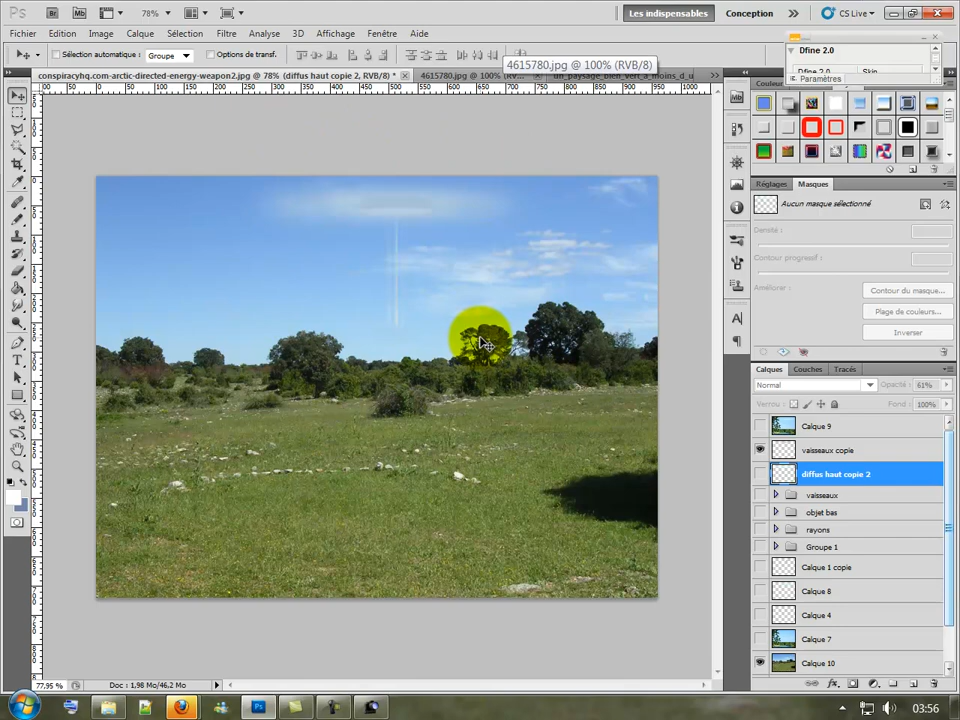 Ps Br Mb 78% Les indispensables Conception CS Live
Fichier Edition Image Calque Sélection Filtre Analyse 3D Affichage Fenêtre Aide
Sélection automatique : Groupe Options de transf.
4615780.jpg @ 100% (RVB/8)
conspiracyhq.com-arctic-directed-energy-weapon2.jpg @ 78% (diffus haut copie 2, RVB/8) *
Dfine 2.0
Dfine 2.0 Skin
Paramètres
Couleu
Réglages Masques
Aucun masque sélectionné
Densité :
Contour progressif :
Améliorer :
Contour du masque...
Plage de couleurs...
Inverser
Calques Couches Tracés
Normal Opacité : 61%
Verrou : Fond : 100%
Calque 9
vaisseaux copie
diffus haut copie 2
vaisseaux
objet bas
rayons
Groupe 1
Calque 1 copie
Calque 8
Calque 4
Calque 7
Calque 10
77,95 % Doc : 1,98 Mo/46,2 Mo
03:56